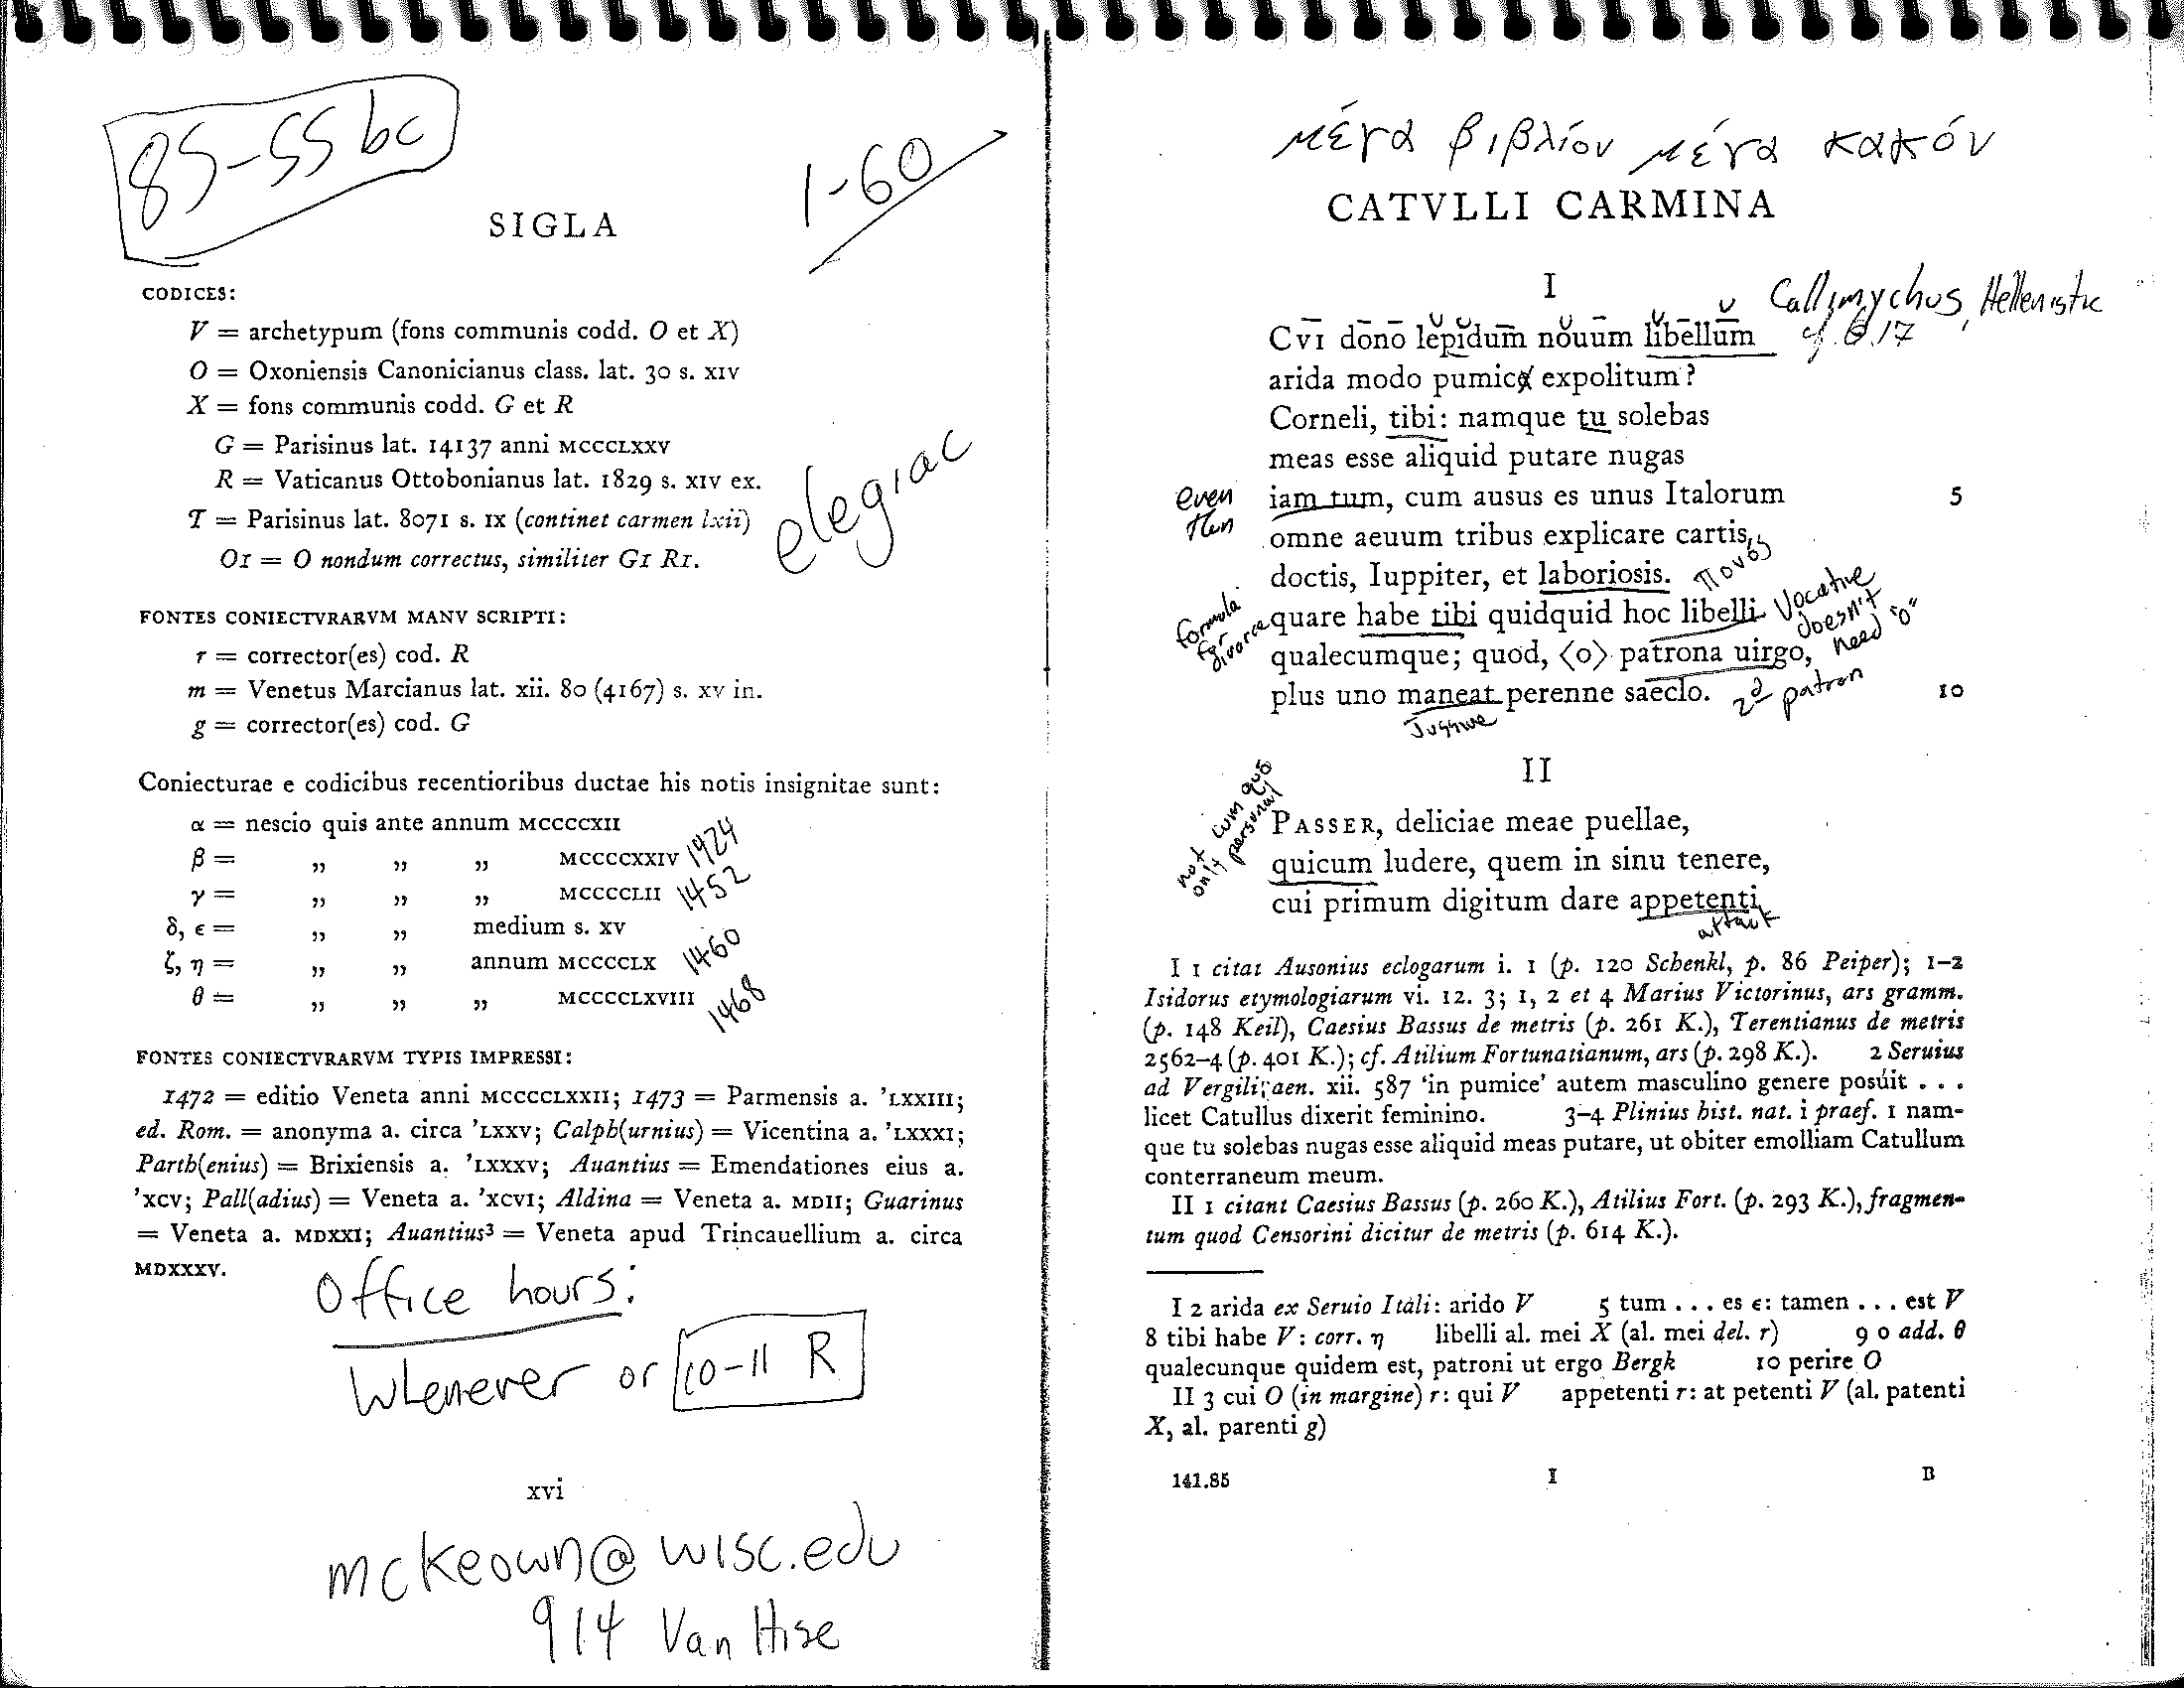 85-55 bc
1-60
SIGLA
CODICES:
V = archetypum (fons communis codd. O et X)
O = Oxoniensis Canonicianus class. lat. 30 s. XIV
X = fons communis codd. G et R
G = Parisinus lat. 14137 anni MCCCLXXV
R = Vaticanus Ottobonianus lat. 1829 s. XIV ex.
T = Parisinus lat. 8071 s. IX (continet carmen lxii)
O1 = O nondum correctus, similiter G1 R1.
elegiac
FONTES CONIECTVRARVM MANV SCRIPTI:
r = corrector(es) cod. R
m = Venetus Marcianus lat. xii. 80 (4167) s. XV in.
g = corrector(es) cod. G
Coniecturae e codicibus recentioribus ductae his notis insignitae sunt:
α = nescio quis ante annum MCCCCXII
β = „ „ „ MCCCCXXIV 1424
γ = „ „ „ MCCCCLII 1452
δ, ε = „ „ medium s. XV
ζ, η = „ „ annum MCCCCLX 1460
θ = „ „ „ MCCCCLXVIII 1468
FONTES CONIECTVRARVM TYPIS IMPRESSI:
1472 = editio Veneta anni MCCCCLXXII; 1473 = Parmensis a. 'LXXIII;
ed. Rom. = anonyma a. circa 'LXXV; Calph(urnius) = Vicentina a. 'LXXXI;
Parth(enius) = Brixiensis a. 'LXXXV; Auantius = Emendationes eius a.
'XCV; Pall(adius) = Veneta a. 'XCVI; Aldina = Veneta a. MDII; Guarinus
= Veneta a. MDXXI; Auantius³ = Veneta apud Trincauellium a. circa
MDXXXV.
Office hours:
Whenever or 10-11 R
xvi
mckeown@wisc.edu
914 Van Hise
μέγα βιβλίον μέγα κακόν
CATVLLI CARMINA
I
Callimychus, Hellenistic
CVI dono lepidum nouum libellum cf. 6.17
arida modo pumice expolitum?
Corneli, tibi: namque tu solebas
meas esse aliquid putare nugas
even then
iam tum, cum ausus es unus Italorum 5
omne aeuum tribus explicare cartis,
doctis, Iuppiter, et laboriosis. πονος
formula for divorce
quare habe tibi quidquid hoc libelli Vocative doesn't need "o"
qualecumque; quod, ⟨o⟩ patrona uirgo,
plus uno maneat perenne saeclo. 2d patron 10
Jussive
II
not cum quo only personal
PASSER, deliciae meae puellae,
quicum ludere, quem in sinu tenere,
cui primum digitum dare appetenti
attack
I 1 citat Ausonius eclogarum i. 1 (p. 120 Schenkl, p. 86 Peiper); 1-2
Isidorus etymologiarum vi. 12. 3; 1, 2 et 4 Marius Victorinus, ars gramm.
(p. 148 Keil), Caesius Bassus de metris (p. 261 K.), Terentianus de metris
2562-4 (p. 401 K.); cf. Atilium Fortunatianum, ars (p. 298 K.). 2 Seruius
ad Vergili aen. xii. 587 'in pumice' autem masculino genere posuit . . .
licet Catullus dixerit feminino. 3-4 Plinius hist. nat. i praef. 1 nam-
que tu solebas nugas esse aliquid meas putare, ut obiter emolliam Catullum
conterraneum meum.
II 1 citant Caesius Bassus (p. 260 K.), Atilius Fort. (p. 293 K.), fragmen-
tum quod Censorini dicitur de metris (p. 614 K.).
I 2 arida ex Seruio Itali: arido V 5 tum . . . es ε: tamen . . . est V
8 tibi habe V: corr. η libelli al. mei X (al. mei del. r) 9 o add. θ
qualecunque quidem est, patroni ut ergo Bergk 10 perire O
II 3 cui O (in margine) r: qui V appetenti r: at petenti V (al. patenti
X, al. parenti g)
141.85 I B